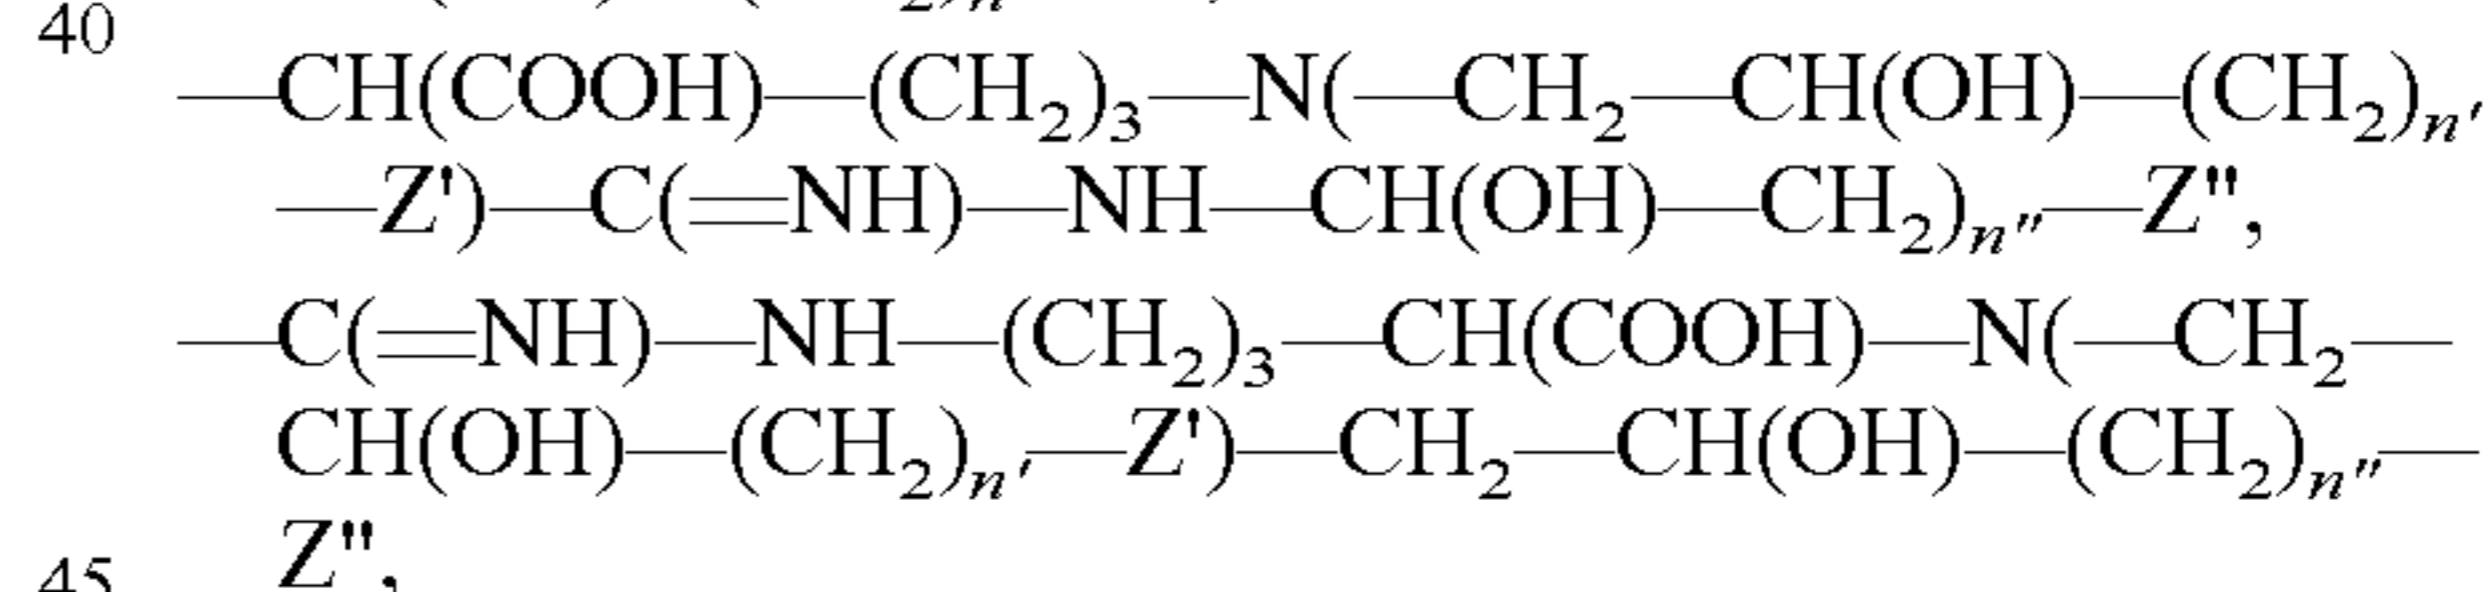 40
—CH(COOH)—(CH₂)₃—N(—CH₂—CH(OH)—(CH₂)ₙ′
—Z')—C(=NH)—NH—CH(OH)—CH₂)ₙ″—Z",
—C(=NH)—NH—(CH₂)₃—CH(COOH)—N(—CH₂—
CH(OH)—(CH₂)ₙ′—Z')—CH₂—CH(OH)—(CH₂)ₙ″—
Z",
45